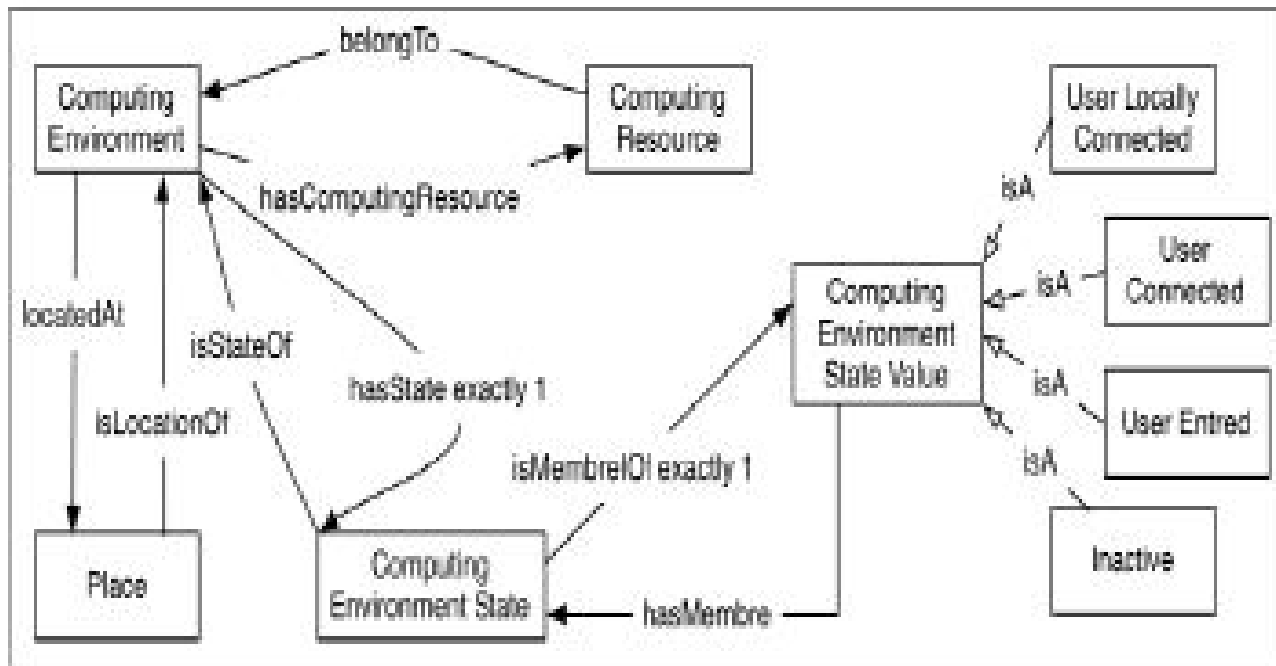 belongTo
Computing
Environment
Computing
Resource
User Locally
Connected
hasComputingResource
isA
User
Connected
isA
Computing
Environment
State Value
locatedAt
isStateOf
hasState exactly 1
isA
User Entred
isLocationOf
isMembrelOf exactly 1
isA
Place
Computing
Environment State
hasMembre
Inactive